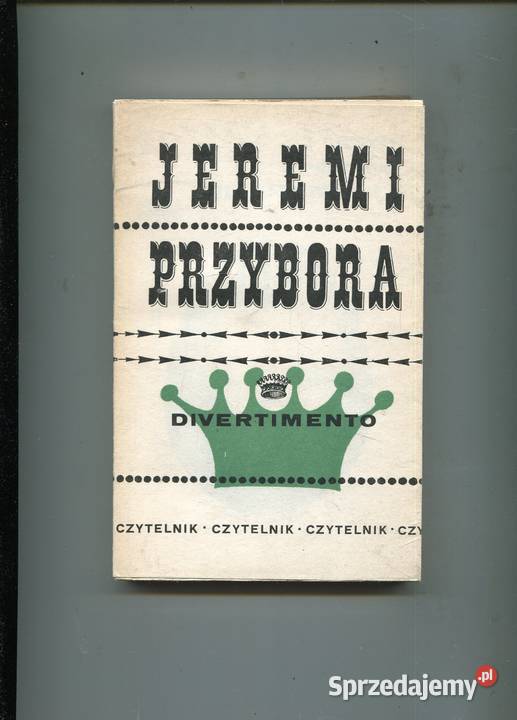 JEREMI
PRZYBORA
DIVERTIMENTO
CZYTELNIK · CZYTELNIK · CZYTELNIK · CZY
Sprzedajemy.pl